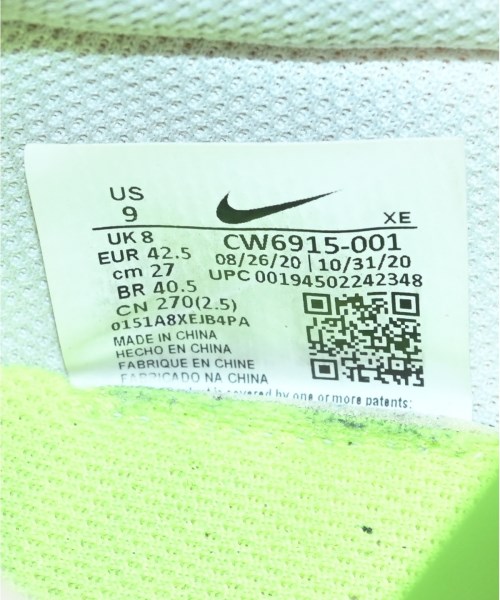 US
9
XE
UK 8
EUR 42.5
cm 27
BR 40.5
CN 270(2.5)
0151A8XEJB4PA
MADE IN CHINA
HECHO EN CHINA
FABRIQUE EN CHINE
FABRICADO NA CHINA
CW6915-001
08/26/20 | 10/31/20
UPC 00194502242348
is covered by one or more patents: